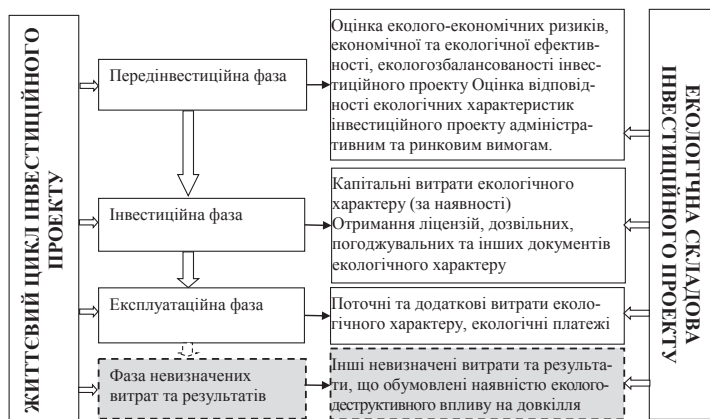 ЖИТТЄВИЙ ЦИКЛ ІНВЕСТИЦІЙНОГО
ПРОЕКТУ
Передінвестиційна фаза
Оцінка еколого-економічних ризиків,
економічної та екологічної ефектив-
ності, екологозбалансованості інвес-
тиційного проекту Оцінка відповід-
ності екологічних характеристик
інвестиційного проекту адміністра-
тивним та ринковим вимогам.
Інвестиційна фаза
Капітальні витрати екологічного
характеру (за наявності)
Отримання ліцензій, дозвільних,
погоджувальних та інших документів
екологічного характеру
Експлуатаційна фаза
Поточні та додаткові витрати еколо-
гічного характеру, екологічні платежі
Фаза невизначених
витрат та результатів
Інші невизначені витрати та результа-
ти, що обумовлені наявністю еколого-
деструктивного впливу на довкілля
ЕКОЛОГІЧНА СКЛАДОВА
ІНВЕСТИЦІЙНОГО ПРОЕКТУ